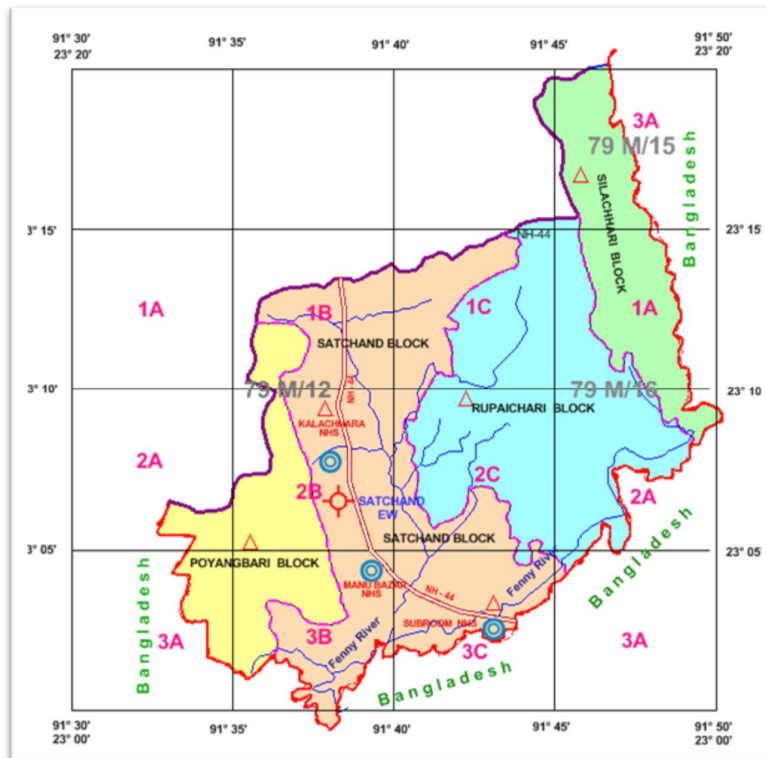 91° 30'
23° 20'
91° 35'
91° 40'
91° 45'
91° 50'
23° 20'
3A
79 M/15
Bangladesh
SILACHHARI BLOCK
3° 15'
NH-44
23° 15'
1A
1B
1C
1A
SATCHAND BLOCK
3° 10'
79 M/12
NH 44
79 M/16
23° 10'
KALACHMARA
NHS
RUPAICHARI BLOCK
2A
2B
2C
2A
SATCHAND
EW
SATCHAND BLOCK
3° 05'
23° 05'
POYANGBARI BLOCK
MANU BAZAR
NHS
NH - 44
Fenny River
Bangladesh
SUBROOM NHS
Bangladesh
3A
3B
Fenny River
3C
3A
Bangladesh
91° 30'
23° 00'
91° 35'
91° 40'
91° 45'
91° 50'
23° 00'